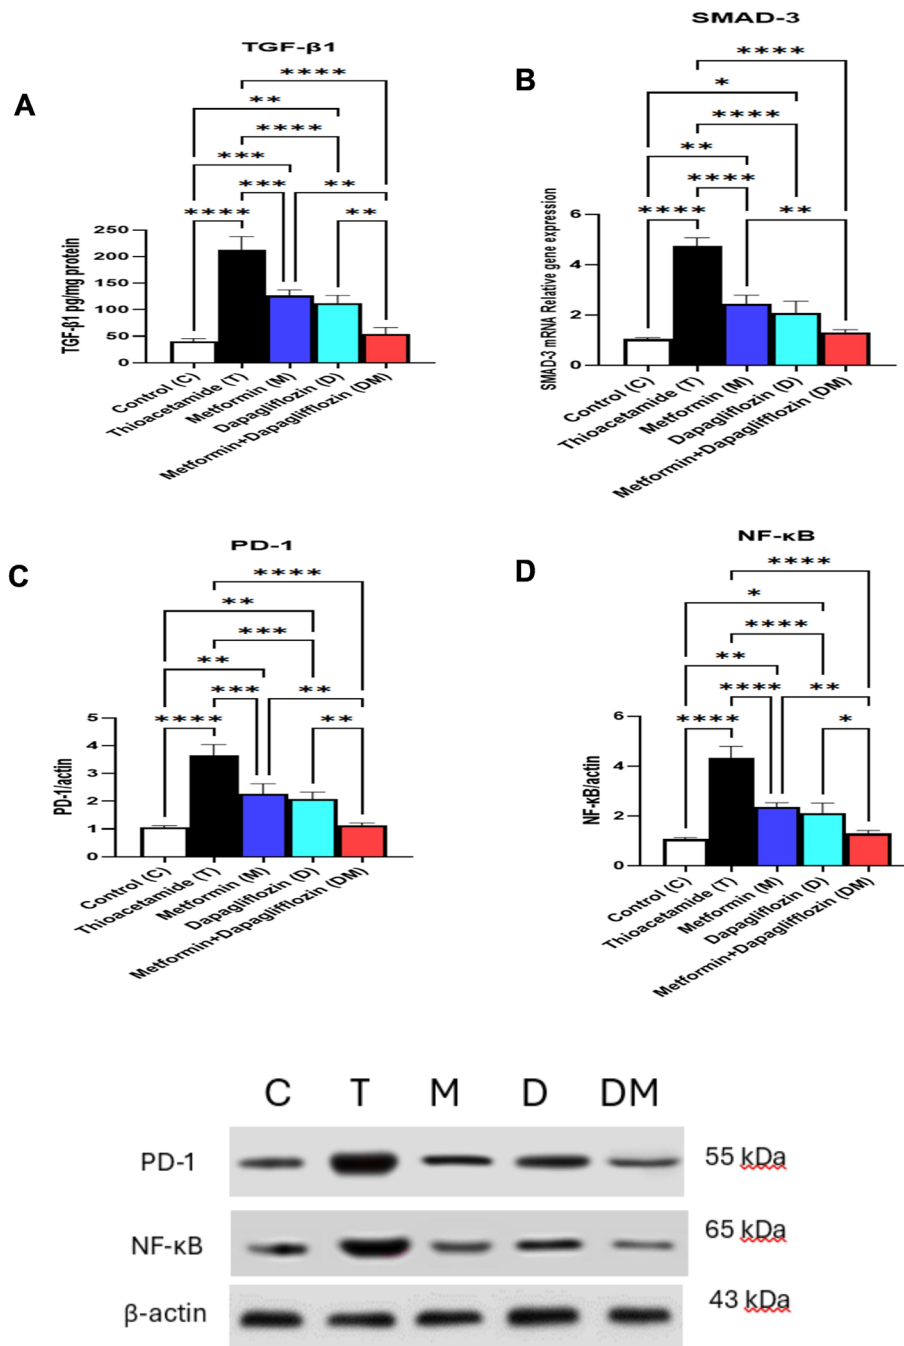 A
TGF-β1
****
**
****
***
*** **
**** **
250
200
150
100
50
0
TGF-β1 pg/mg protein
Control (C)
Thioacetamide (T)
Metformin (M)
Dapagliflozin (D)
Metformin+Dapaglifflozin (DM)
B
SMAD-3
****
*
****
**
****
**** **
6
4
2
0
SMAD-3 mRNA Relative gene expression
Control (C)
Thioacetamide (T)
Metformin (M)
Dapagliflozin (D)
Metformin+Dapaglifflozin (DM)
C
PD-1
****
**
***
**
*** **
**** **
5
4
3
2
1
0
PD-1/actin
Control (C)
Thioacetamide (T)
Metformin (M)
Dapagliflozin (D)
Metformin+Dapaglifflozin (DM)
D
NF-κB
****
*
****
**
**** **
**** *
6
4
2
0
NF-κB/actin
Control (C)
Thioacetamide (T)
Metformin (M)
Dapagliflozin (D)
Metformin+Dapaglifflozin (DM)
C T M D DM
PD-1 55 kDa
NF-κB 65 kDa
β-actin 43 kDa